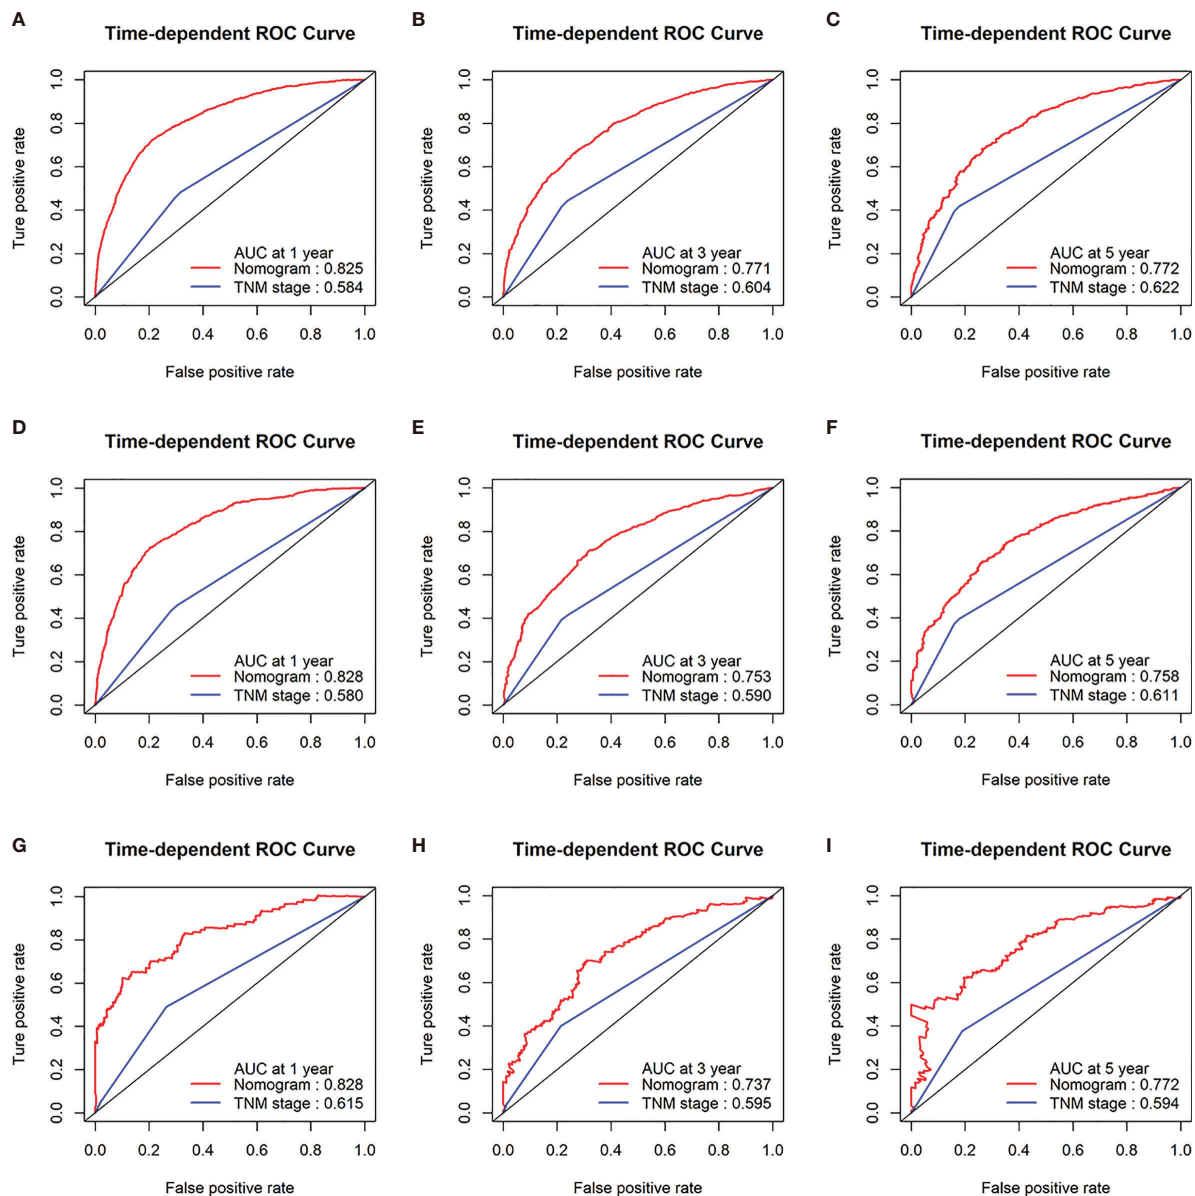 A
Time-dependent ROC Curve
Ture positive rate
0.0 0.2 0.4 0.6 0.8 1.0
AUC at 1 year
Nomogram : 0.825
TNM stage : 0.584
0.0 0.2 0.4 0.6 0.8 1.0
False positive rate
B
Time-dependent ROC Curve
Ture positive rate
0.0 0.2 0.4 0.6 0.8 1.0
AUC at 3 year
Nomogram : 0.771
TNM stage : 0.604
0.0 0.2 0.4 0.6 0.8 1.0
False positive rate
C
Time-dependent ROC Curve
Ture positive rate
0.0 0.2 0.4 0.6 0.8 1.0
AUC at 5 year
Nomogram : 0.772
TNM stage : 0.622
0.0 0.2 0.4 0.6 0.8 1.0
False positive rate
D
Time-dependent ROC Curve
Ture positive rate
0.0 0.2 0.4 0.6 0.8 1.0
AUC at 1 year
Nomogram : 0.828
TNM stage : 0.580
0.0 0.2 0.4 0.6 0.8 1.0
False positive rate
E
Time-dependent ROC Curve
Ture positive rate
0.0 0.2 0.4 0.6 0.8 1.0
AUC at 3 year
Nomogram : 0.753
TNM stage : 0.590
0.0 0.2 0.4 0.6 0.8 1.0
False positive rate
F
Time-dependent ROC Curve
Ture positive rate
0.0 0.2 0.4 0.6 0.8 1.0
AUC at 5 year
Nomogram : 0.758
TNM stage : 0.611
0.0 0.2 0.4 0.6 0.8 1.0
False positive rate
G
Time-dependent ROC Curve
Ture positive rate
0.0 0.2 0.4 0.6 0.8 1.0
AUC at 1 year
Nomogram : 0.828
TNM stage : 0.615
0.0 0.2 0.4 0.6 0.8 1.0
False positive rate
H
Time-dependent ROC Curve
Ture positive rate
0.0 0.2 0.4 0.6 0.8 1.0
AUC at 3 year
Nomogram : 0.737
TNM stage : 0.595
0.0 0.2 0.4 0.6 0.8 1.0
False positive rate
I
Time-dependent ROC Curve
Ture positive rate
0.0 0.2 0.4 0.6 0.8 1.0
AUC at 5 year
Nomogram : 0.772
TNM stage : 0.594
0.0 0.2 0.4 0.6 0.8 1.0
False positive rate